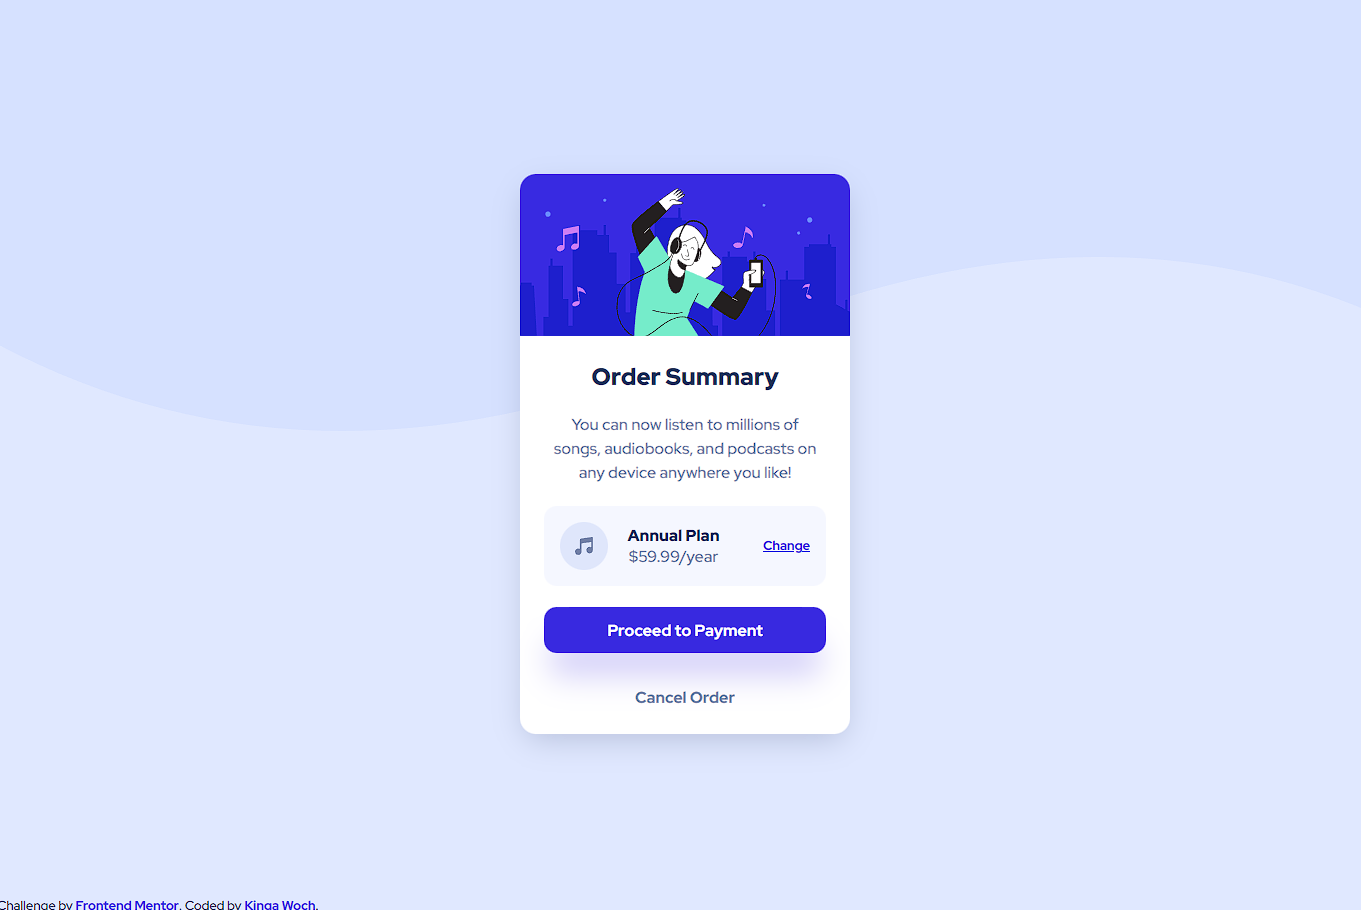 Order Summary
You can now listen to millions of
songs, audiobooks, and podcasts on
any device anywhere you like!
Annual Plan
$59.99/year
Change
Proceed to Payment
Cancel Order
Challenge by Frontend Mentor. Coded by Kinga Woch.